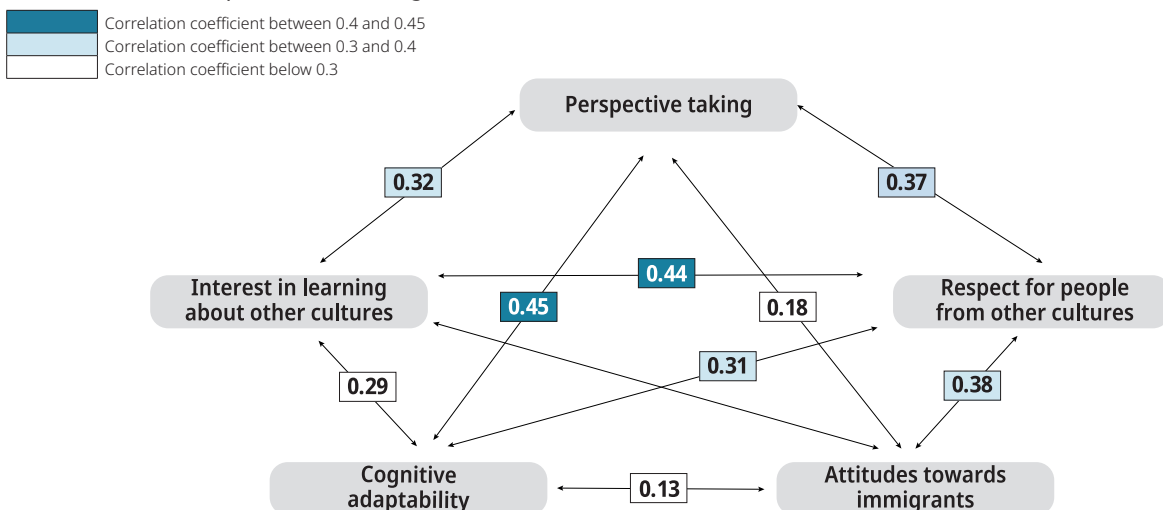 Correlation coefficient between 0.4 and 0.45
Correlation coefficient between 0.3 and 0.4
Correlation coefficient below 0.3
Perspective taking
0.32
0.37
Interest in learning
about other cultures
0.44
Respect for people
from other cultures
0.45
0.18
0.31
0.29
0.38
Cognitive
adaptability
0.13
Attitudes towards
immigrants